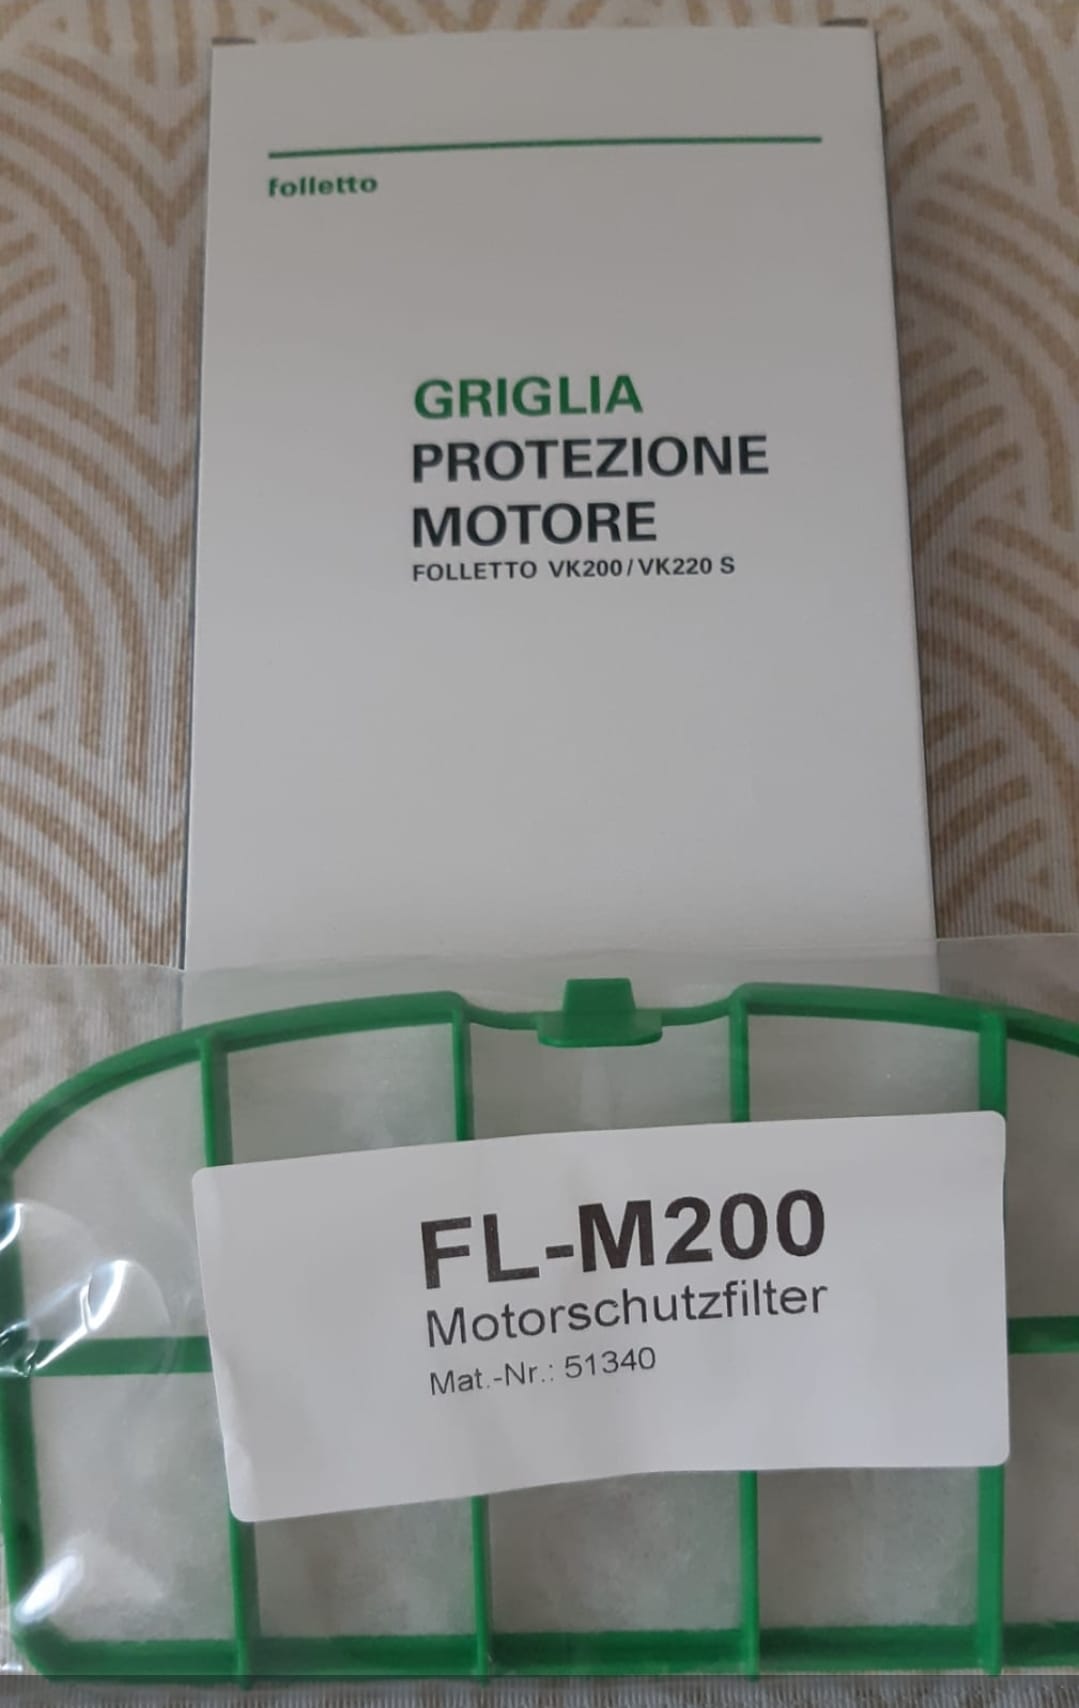 folletto
GRIGLIA
PROTEZIONE
MOTORE
FOLLETTO VK200/VK220 S
FL-M200
Motorschutzfilter
Mat.-Nr.: 51340